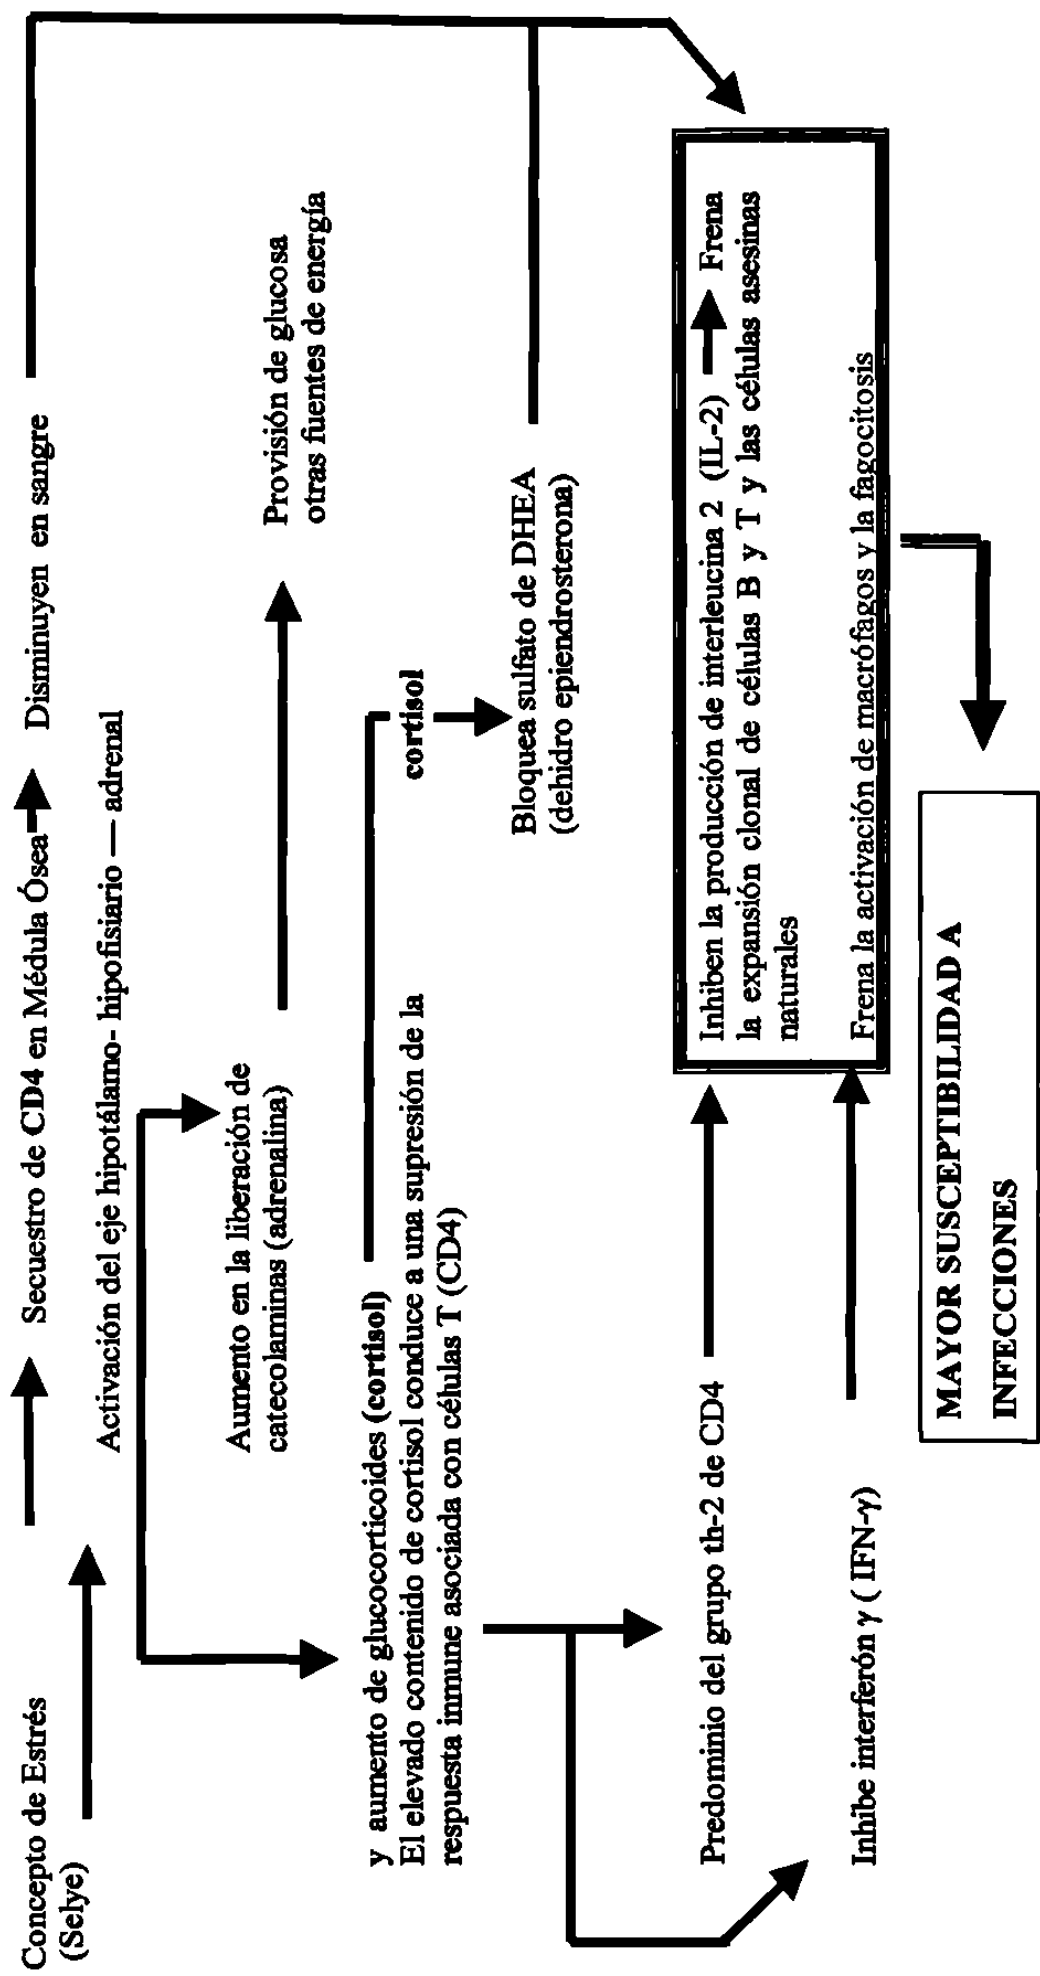 Concepto de Estrés
(Selye)
Secuestro de CD4 en Médula Ósea
Disminuyen en sangre
Activación del eje hipotálamo- hipofisiario — adrenal
Aumento en la liberación de
catecolaminas (adrenalina)
Provisión de glucosa
otras fuentes de energía
y aumento de glucocorticoides (cortisol)
El elevado contenido de cortisol conduce a una supresión de la
respuesta inmune asociada con células T (CD4)
cortisol
Bloquea sulfato de DHEA
(dehidro epiendrosterona)
Predominio del grupo th-2 de CD4
Inhibe interferón γ ( IFN-γ)
Inhiben la producción de interleucina 2 (IL-2) Frena
la expansión clonal de células B y T y las células asesinas
naturales
Frena la activación de macrófagos y la fagocitosis
MAYOR SUSCEPTIBILIDAD A
INFECCIONES